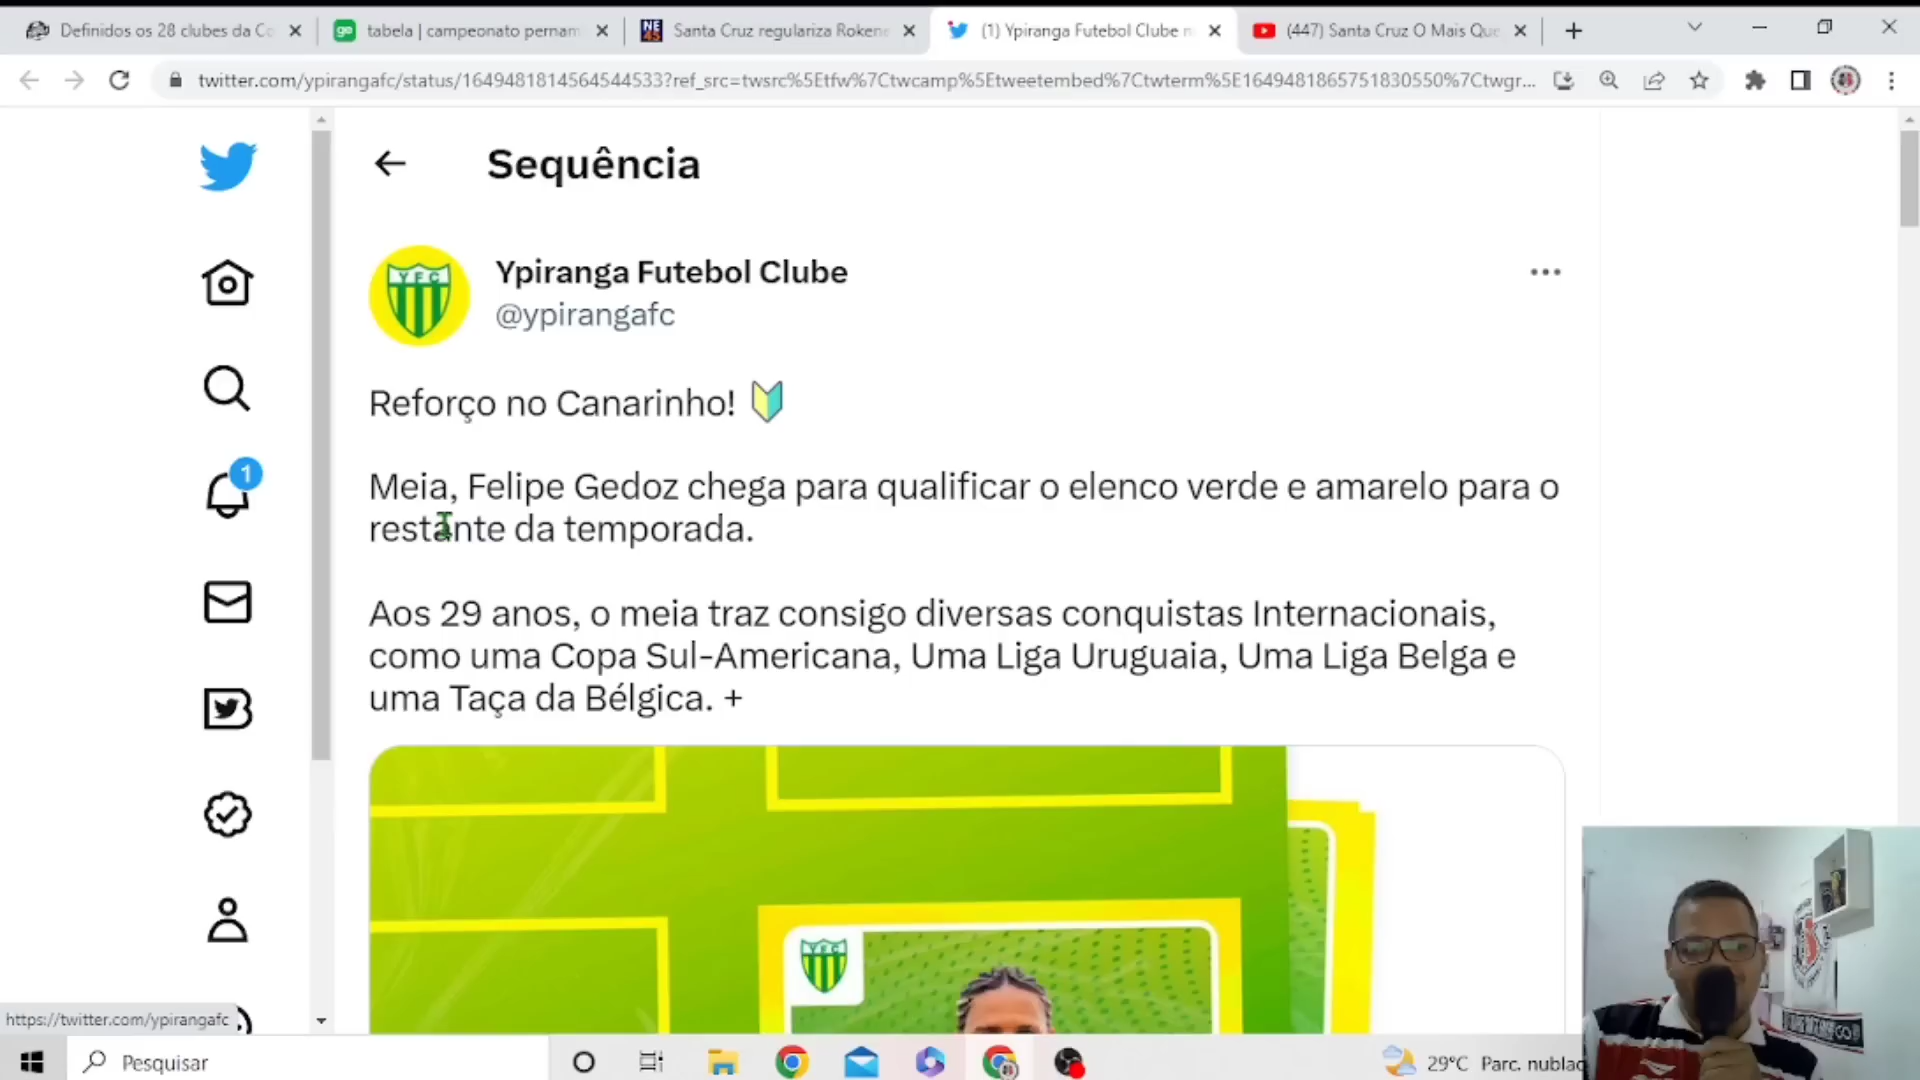 Definidos os 28 clubes da Co
tabela | campeonato pernam
Santa Cruz regulariza Rokene
(1) Ypiranga Futebol Clube n
(447) Santa Cruz O Mais Que
twitter.com/ypirangafc/status/1649481814564544533?ref_src=twsrc%5Etfw%7Ctwcamp%5Etweetembed%7Ctwterm%5E1649481865751830550%7Ctwgr...
Sequência
Ypiranga Futebol Clube
@ypirangafc
Reforço no Canarinho!
Meia, Felipe Gedoz chega para qualificar o elenco verde e amarelo para o
restante da temporada.
Aos 29 anos, o meia traz consigo diversas conquistas Internacionais,
como uma Copa Sul-Americana, Uma Liga Uruguaia, Uma Liga Belga e
uma Taça da Bélgica. +
1
YFC
YFC
https://twitter.com/ypirangafc
Pesquisar
29°C Parc. nublac